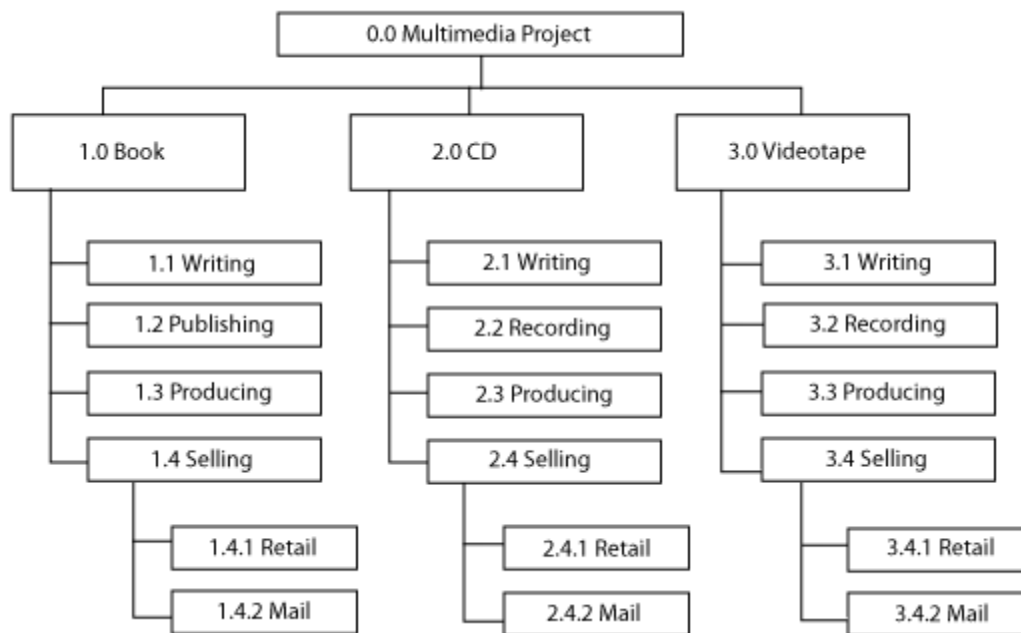 0.0 Multimedia Project
1.0 Book
2.0 CD
3.0 Videotape
1.1 Writing
2.1 Writing
3.1 Writing
1.2 Publishing
2.2 Recording
3.2 Recording
1.3 Producing
2.3 Producing
3.3 Producing
1.4 Selling
2.4 Selling
3.4 Selling
1.4.1 Retail
2.4.1 Retail
3.4.1 Retail
1.4.2 Mail
2.4.2 Mail
3.4.2 Mail